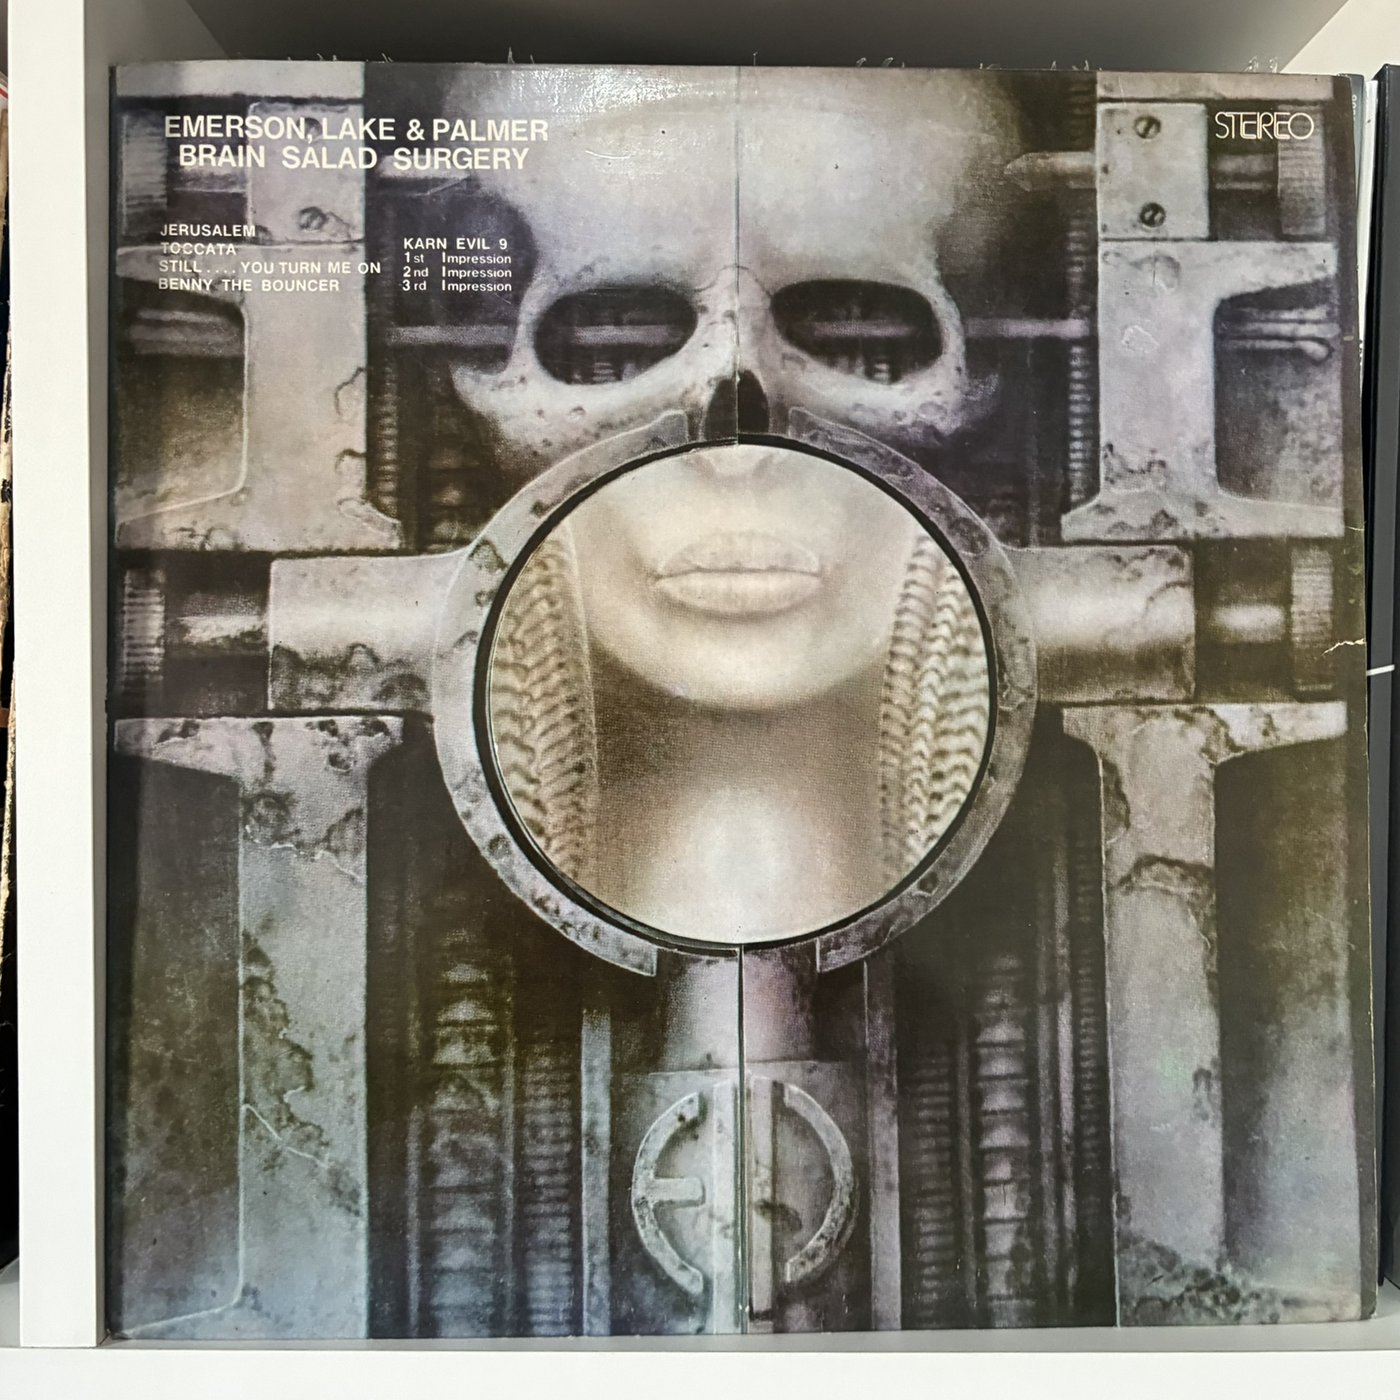 EMERSON, LAKE & PALMER
BRAIN SALAD SURGERY
STEREO
JERUSALEM
TOCCATA
STILL....YOU TURN ME ON
BENNY THE BOUNCER
KARN EVIL 9
1st Impression
2nd Impression
3rd Impression